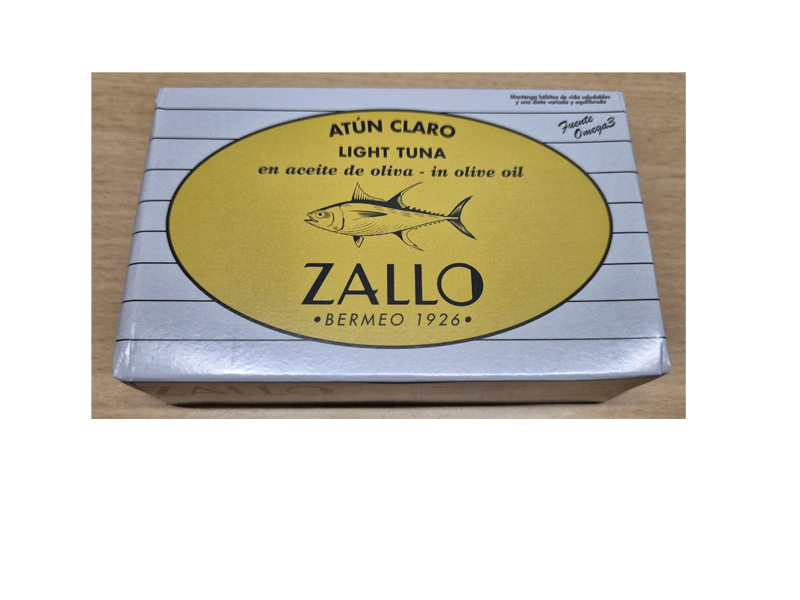 Mantenga hábitos de vida saludables
y una dieta variada y equilibrada
Fuente
Omega3
ATÚN CLARO
LIGHT TUNA
en aceite de oliva - in olive oil
ZALLO
•BERMEO 1926•
ZALLO